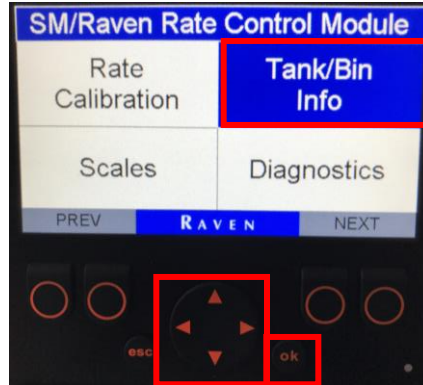 SM/Raven Rate Control Module
Rate
Calibration
Tank/Bin
Info
Scales
Diagnostics
PREV
RAVEN
NEXT
esc
ok